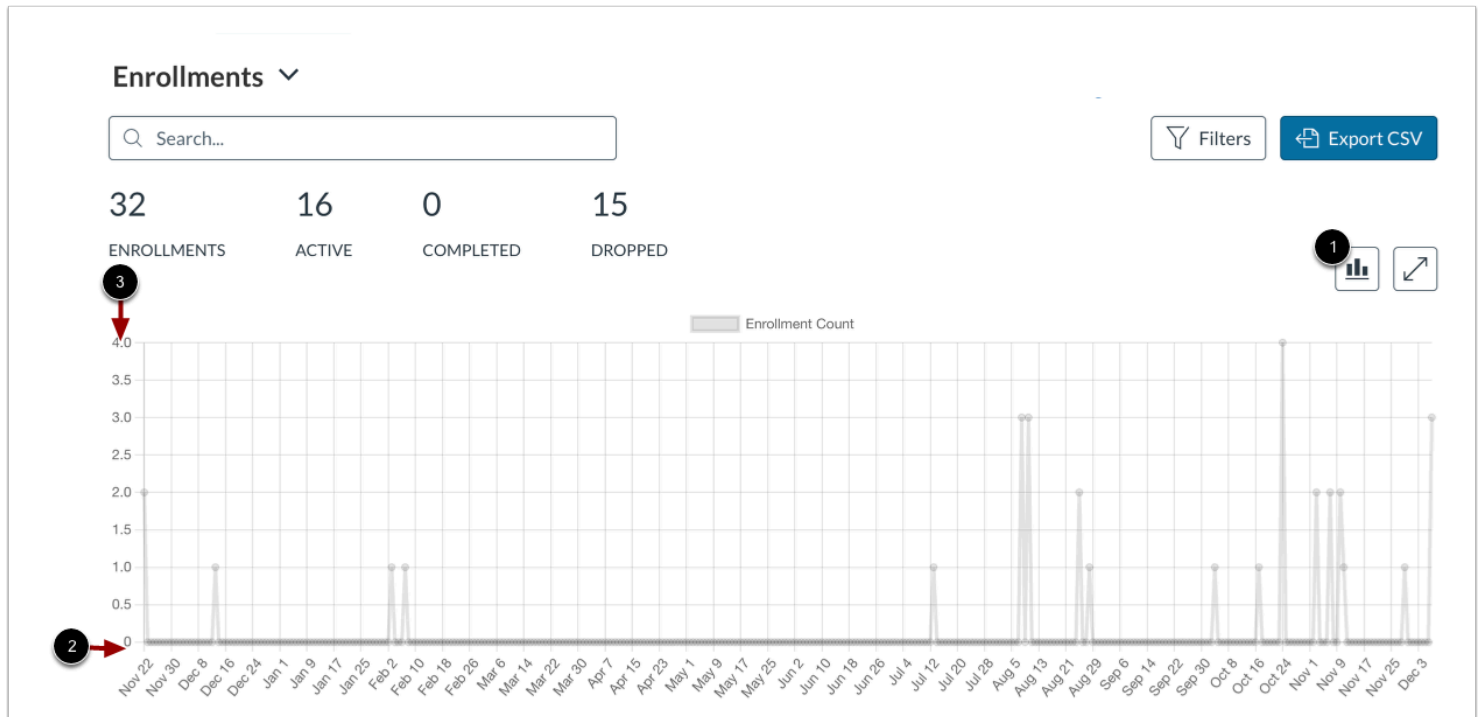 Enrollments
Search...
Filters
Export CSV
32 16 0 15
ENROLLMENTS ACTIVE COMPLETED DROPPED
1
3
Enrollment Count
4.0
3.5
3.0
2.5
2.0
1.5
1.0
0.5
0
2
Nov 22 Nov 30 Dec 8 Dec 16 Dec 24 Jan 1 Jan 9 Jan 17 Jan 25 Feb 2 Feb 10 Feb 18 Feb 26 Mar 6 Mar 14 Mar 22 Mar 30 Apr 7 Apr 15 Apr 23 May 1 May 9 May 17 May 25 Jun 2 Jun 10 Jun 18 Jun 26 Jul 4 Jul 12 Jul 20 Jul 28 Aug 5 Aug 13 Aug 21 Aug 29 Sep 6 Sep 14 Sep 22 Sep 30 Oct 8 Oct 16 Oct 24 Nov 1 Nov 9 Nov 17 Nov 25 Dec 3